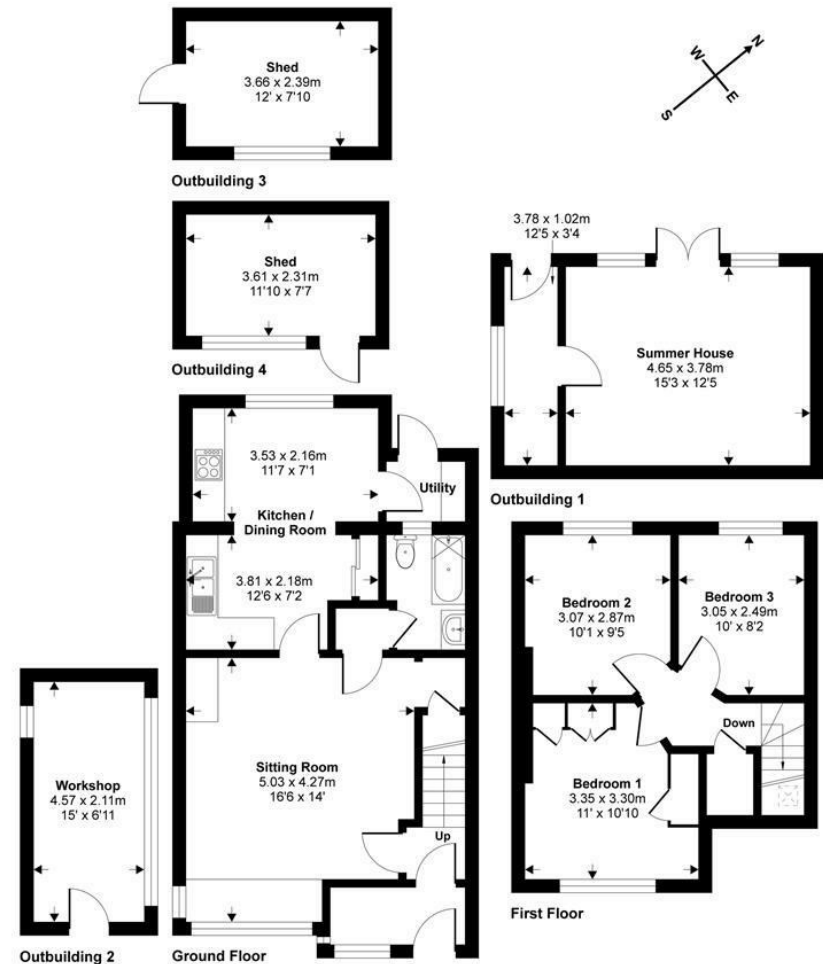 Shed
3.66 x 2.39m
12' x 7'10
Outbuilding 3
W
N
S
E
Shed
3.61 x 2.31m
11'10 x 7'7
Outbuilding 4
3.78 x 1.02m
12'5 x 3'4
Summer House
4.65 x 3.78m
15'3 x 12'5
Outbuilding 1
3.53 x 2.16m
11'7 x 7'1
Utility
Kitchen /
Dining Room
3.81 x 2.18m
12'6 x 7'2
Sitting Room
5.03 x 4.27m
16'6 x 14'
Up
Ground Floor
Workshop
4.57 x 2.11m
15' x 6'11
Outbuilding 2
Bedroom 2
3.07 x 2.87m
10'1 x 9'5
Bedroom 3
3.05 x 2.49m
10' x 8'2
Down
Bedroom 1
3.35 x 3.30m
11' x 10'10
First Floor